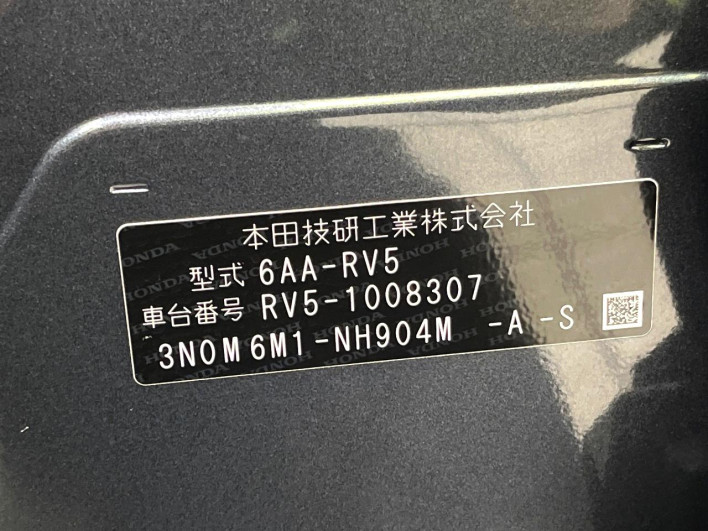 本田技研工業株式会社
型式 6AA-RV5
車台番号 RV5-1008307
3N0M6M1-NH904M -A -S